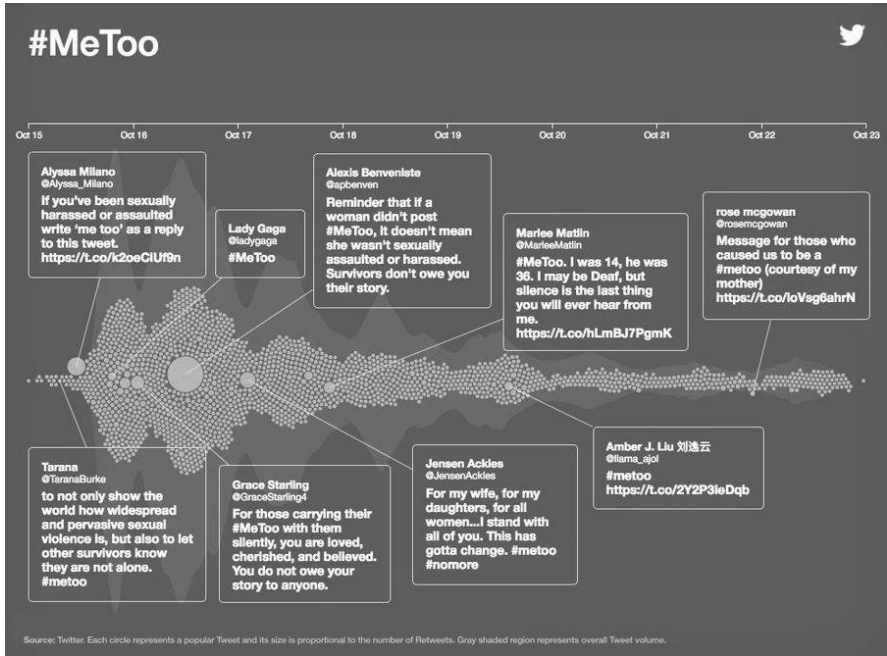 #MeToo
Oct 15 Oct 16 Oct 17 Oct 18 Oct 19 Oct 20 Oct 21 Oct 22 Oct 23
Alyssa Milano
@Alyssa_Milano
If you've been sexually
harassed or assaulted
write 'me too' as a reply
to this tweet.
https://t.co/k2oeCiUf9n
Lady Gaga
@ladygaga
#MeToo
Alexis Benveniste
@apbenven
Reminder that if a
woman didn't post
#MeToo, it doesn't mean
she wasn't sexually
assaulted or harassed.
Survivors don't owe you
their story.
Marlee Matlin
@MarleeMatlin
#MeToo. I was 14, he was
36. I may be Deaf, but
silence is the last thing
you will ever hear from
me.
https://t.co/hLmBJ7PgmK
rose mcgowan
@rosemcgowan
Message for those who
caused us to be a
#metoo (courtesy of my
mother)
https://t.co/loVsg6ahrN
Tarana
@TaranaBurke
to not only show the
world how widespread
and pervasive sexual
violence is, but also to let
other survivors know
they are not alone.
#metoo
Grace Starling
@GraceStarling4
For those carrying their
#MeToo with them
silently, you are loved,
cherished, and believed.
You do not owe your
story to anyone.
Jensen Ackles
@JensenAckles
For my wife, for my
daughters, for all
women...I stand with
all of you. This has
gotta change. #metoo
#nomore
Amber J. Liu 刘逸云
@llama_ajol
#metoo
https://t.co/2Y2P3leDqb
Source: Twitter. Each circle represents a popular Tweet and its size is proportional to the number of Retweets. Gray shaded region represents overall Tweet volume.